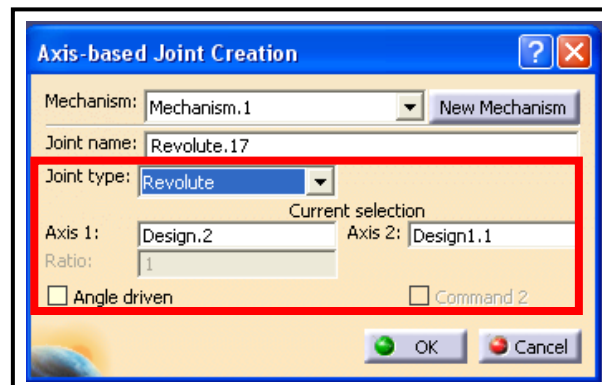 Axis-based Joint Creation ?
Mechanism: Mechanism.1 New Mechanism
Joint name: Revolute.17
Joint type: Revolute
Current selection
Axis 1: Design.2 Axis 2: Design1.1
Ratio: 1
Angle driven Command 2
OK Cancel